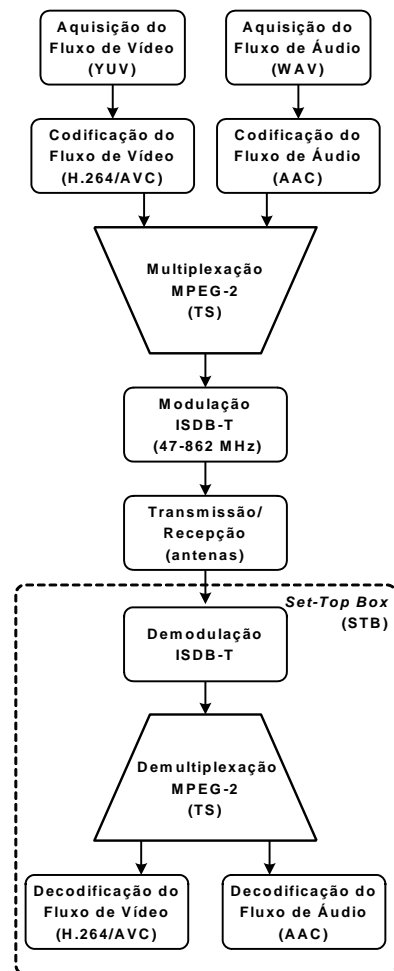 Aquisição do
Fluxo de Vídeo
(YUV)
Aquisição do
Fluxo de Áudio
(WAV)
Codificação do
Fluxo de Vídeo
(H.264/AVC)
Codificação do
Fluxo de Áudio
(AAC)
Multiplexação
MPEG-2
(TS)
Modulação
ISDB-T
(47-862 MHz)
Transmissão/
Recepção
(antenas)
Set-Top Box
(STB)
Demodulação
ISDB-T
Demultiplexação
MPEG-2
(TS)
Decodificação do
Fluxo de Vídeo
(H.264/AVC)
Decodificação do
Fluxo de Áudio
(AAC)